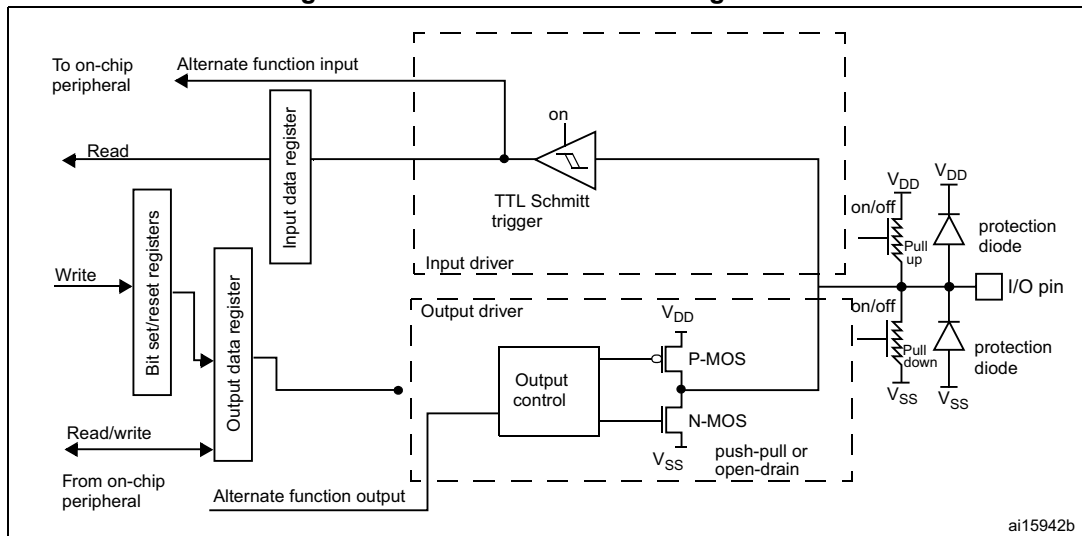 To on-chip
peripheral
Alternate function input
on
Read
Input data register
TTL Schmitt
trigger
Input driver
Write
Bit set/reset registers
Output data register
Read/write
From on-chip
peripheral
Alternate function output
Output driver
Output
control
VDD
P-MOS
N-MOS
VSS
push-pull or
open-drain
VDD
VDD
on/off
Pull
up
protection
diode
I/O pin
on/off
Pull
down
protection
diode
VSS
VSS
ai15942b